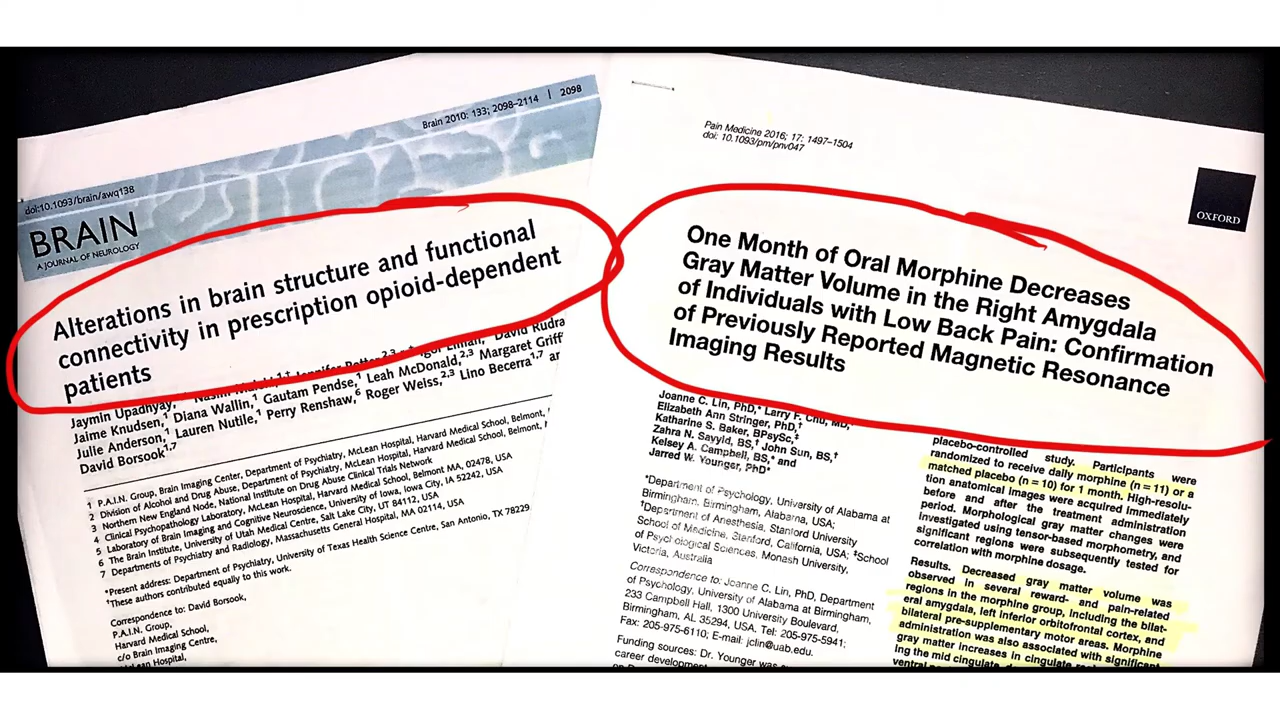 Brain 2010: 133; 2098–2114 | 2098
doi:10.1093/brain/awq138
BRAIN
A JOURNAL OF NEUROLOGY
Alterations in brain structure and functional
connectivity in prescription opioid-dependent
patients
Jaymin Upadhyay, David Rudra
Jaime Knudsen,¹ Diana Wallin,¹ Gautam Pendse,¹ Leah McDonald,²,³ Margaret Griff
Julie Anderson,¹ Lauren Nutile,¹ Perry Renshaw,⁶ Roger Weiss,²,³ Lino Becerra¹,⁷ an
David Borsook¹,⁷
1 P.A.I.N. Group, Brain Imaging Center, Department of Psychiatry, McLean Hospital, Harvard Medical School, Belmont,
2 Division of Alcohol and Drug Abuse, Department of Psychiatry, McLean Hospital, Harvard Medical School, Belmont,
3 Northern New England Node, National Institute on Drug Abuse Clinical Trials Network
4 Clinical Psychopathology Laboratory, McLean Hospital, Harvard Medical School, Belmont MA, 02478, USA
5 Laboratory of Brain Imaging and Cognitive Neuroscience, University of Iowa, Iowa City, IA 52242, USA
6 The Brain Institute, University of Utah Medical Centre, Salt Lake City, UT 84112, USA
7 Departments of Psychiatry and Radiology, Massachusetts General Hospital, MA 02114, USA
*Present address: Department of Psychiatry, University of Texas Health Science Centre, San Antonio, TX 78229
†These authors contributed equally to this work.
Correspondence to: David Borsook,
P.A.I.N. Group,
Harvard Medical School,
c/o Brain Imaging Centre,
Hospital,
Pain Medicine 2016; 17: 1497–1504
doi: 10.1093/pm/pnv047
OXFORD
One Month of Oral Morphine Decreases
Gray Matter Volume in the Right Amygdala
of Individuals with Low Back Pain: Confirmation
of Previously Reported Magnetic Resonance
Imaging Results
Joanne C. Lin, PhD,* Larry F. Chu, MD,
Elizabeth Ann Stringer, PhD,†
Katharine S. Baker, BPsySc,‡
Zahra N. Sayyid, BS,† John Sun, BS,†
Kelsey A. Campbell, BS,* and
Jarred W. Younger, PhD*
*Department of Psychology, University of Alabama at
Birmingham, Birmingham, Alabama, USA;
†Department of Anesthesia, Stanford University
School of Medicine, Stanford, California, USA; ‡School
of Psychological Sciences, Monash University,
Victoria, Australia
Correspondence to: Joanne C. Lin, PhD, Department
of Psychology, University of Alabama at Birmingham,
233 Campbell Hall, 1300 University Boulevard,
Birmingham, AL 35294, USA. Tel: 205-975-5941;
Fax: 205-975-6110; E-mail: jclin@uab.edu.
Funding sources: Dr. Younger was
career development
placebo-controlled study. Participants were
randomized to receive daily morphine (n = 11) or a
matched placebo (n = 10) for 1 month. High-resolu-
tion anatomical images were acquired immediately
before and after the treatment administration
period. Morphological gray matter changes were
investigated using tensor-based morphometry, and
significant regions were subsequently tested for
correlation with morphine dosage.
Results. Decreased gray matter volume was
observed in several reward- and pain-related
regions in the morphine group, including the bilat-
eral amygdala, left inferior orbitofrontal cortex, and
bilateral pre-supplementary motor areas. Morphine
administration was also associated with significant
gray matter increases in cingulate
ing the mid cingulate,